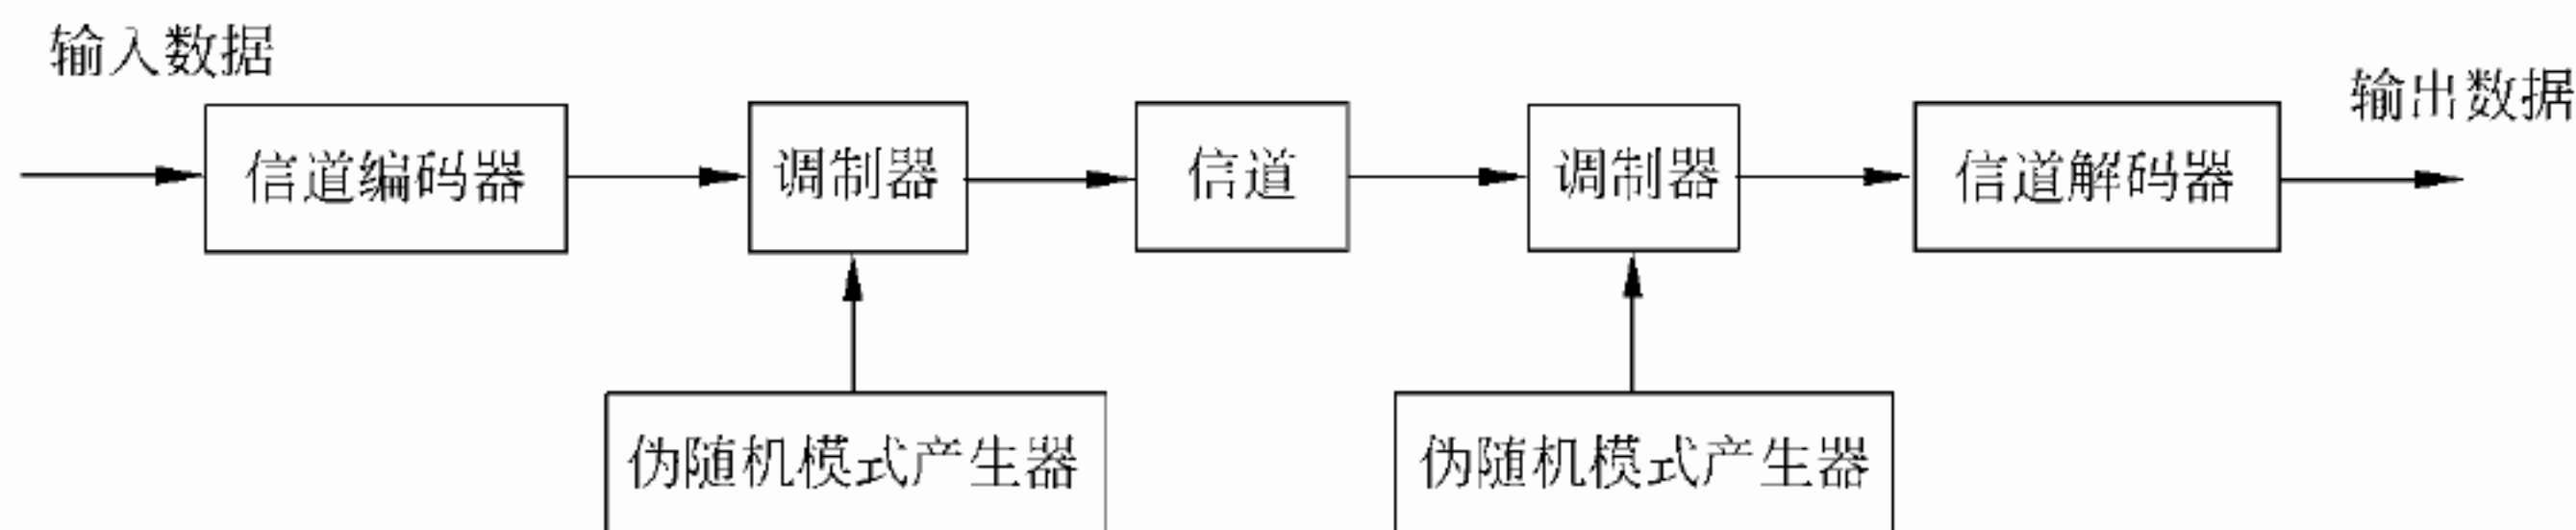 输入数据
输出数据
信道编码器
调制器
信道
调制器
信道解码器
伪随机模式产生器
伪随机模式产生器